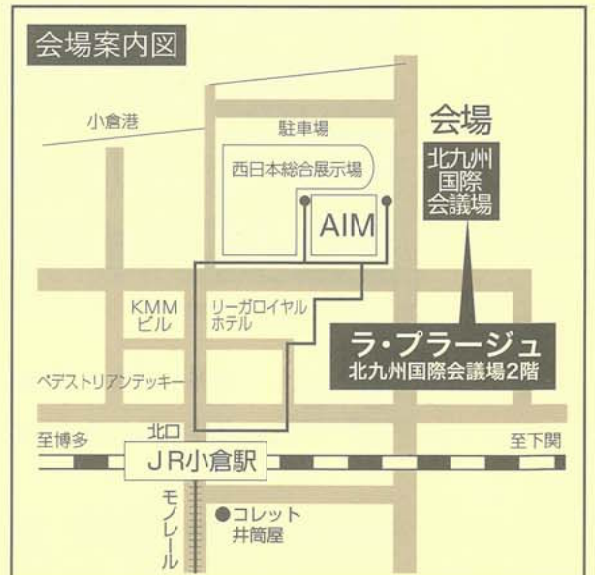 会場案内図
小倉港
駐車場
会場
北九州
国際
会議場
西日本総合展示場
AIM
KMM
ビル
リーガロイヤル
ホテル
ラ・プラージュ
北九州国際会議場2階
ペデストリアンデッキー
至博多
北口
至下関
JR小倉駅
モノレール
●コレット
井筒屋